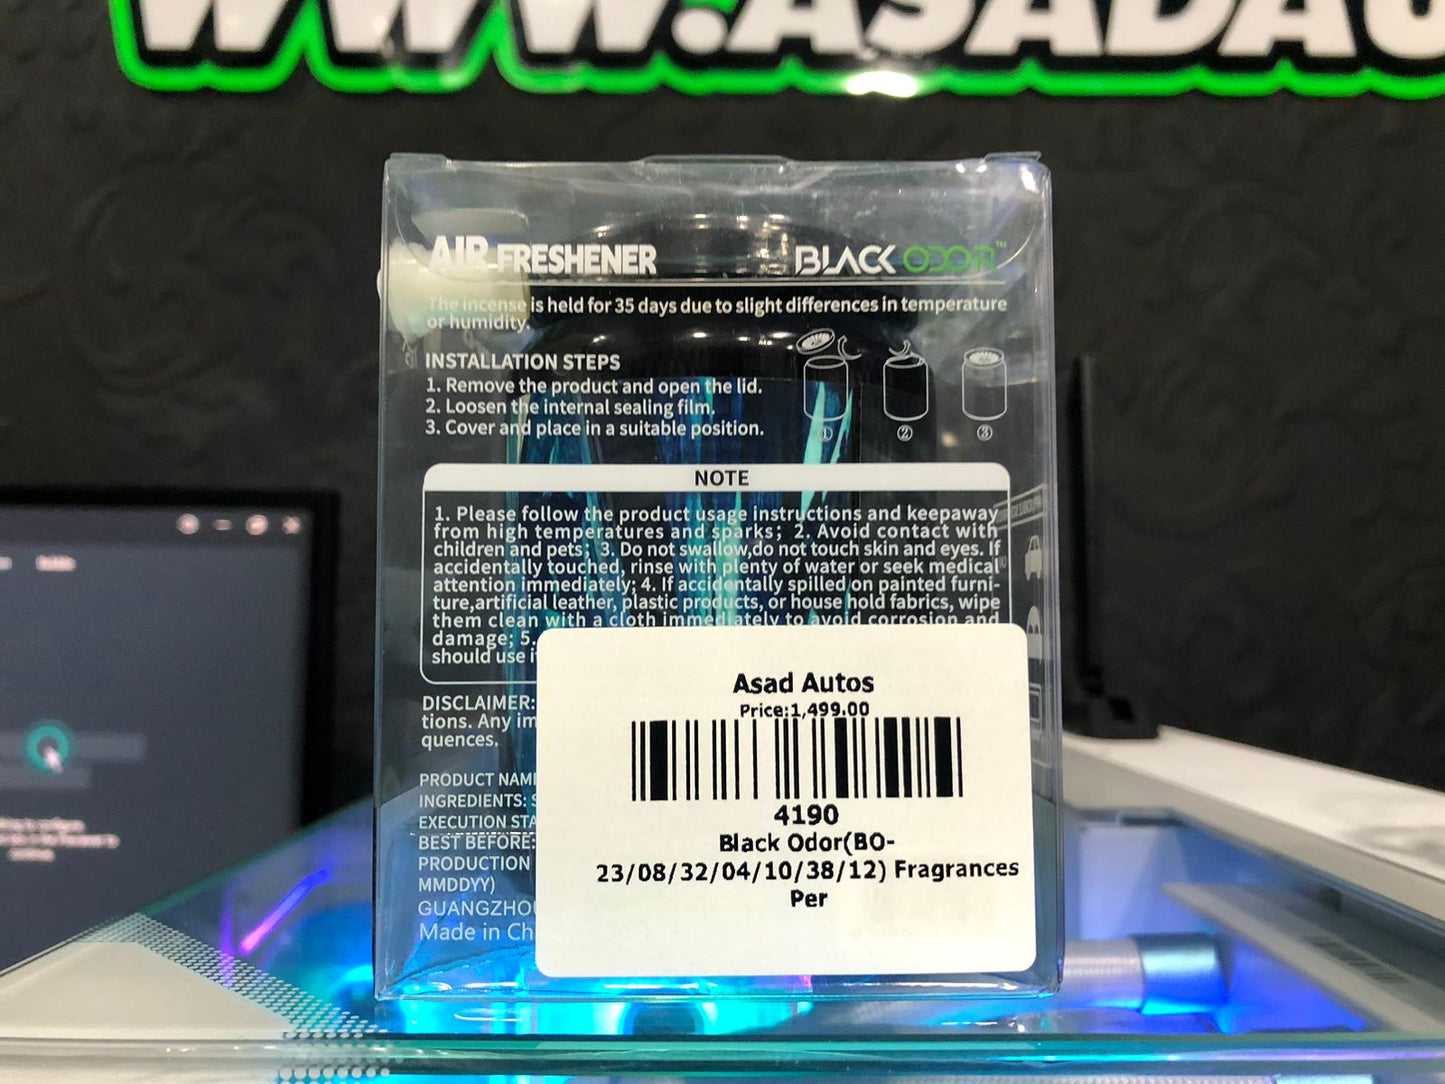 WWW.ASADAU
AIR FRESHENER
BLACK ODOR™
The incense is held for 35 days due to slight differences in temperature
or humidity.
INSTALLATION STEPS
1. Remove the product and open the lid.
2. Loosen the internal sealing film.
3. Cover and place in a suitable position.
① ② ③
NOTE
1. Please follow the product usage instructions and keepaway
from high temperatures and sparks; 2. Avoid contact with
children and pets; 3. Do not swallow,do not touch skin and eyes. If
accidentally touched, rinse with plenty of water or seek medical
attention immediately; 4. If accidentally spilled on painted furni-
ture,artificial leather, plastic products, or house hold fabrics, wipe
them clean with a cloth immediately to avoid corrosion and
damage; 5.
should use i
DISCLAIMER:
tions. Any im
quences.
PRODUCT NAM
INGREDIENTS:
EXECUTION STA
BEST BEFORE:
PRODUCTION
MMDDYY)
GUANGZHO
Made in Ch
Asad Autos
Price:1,499.00
4190
Black Odor(BO-
23/08/32/04/10/38/12) Fragrances
Per